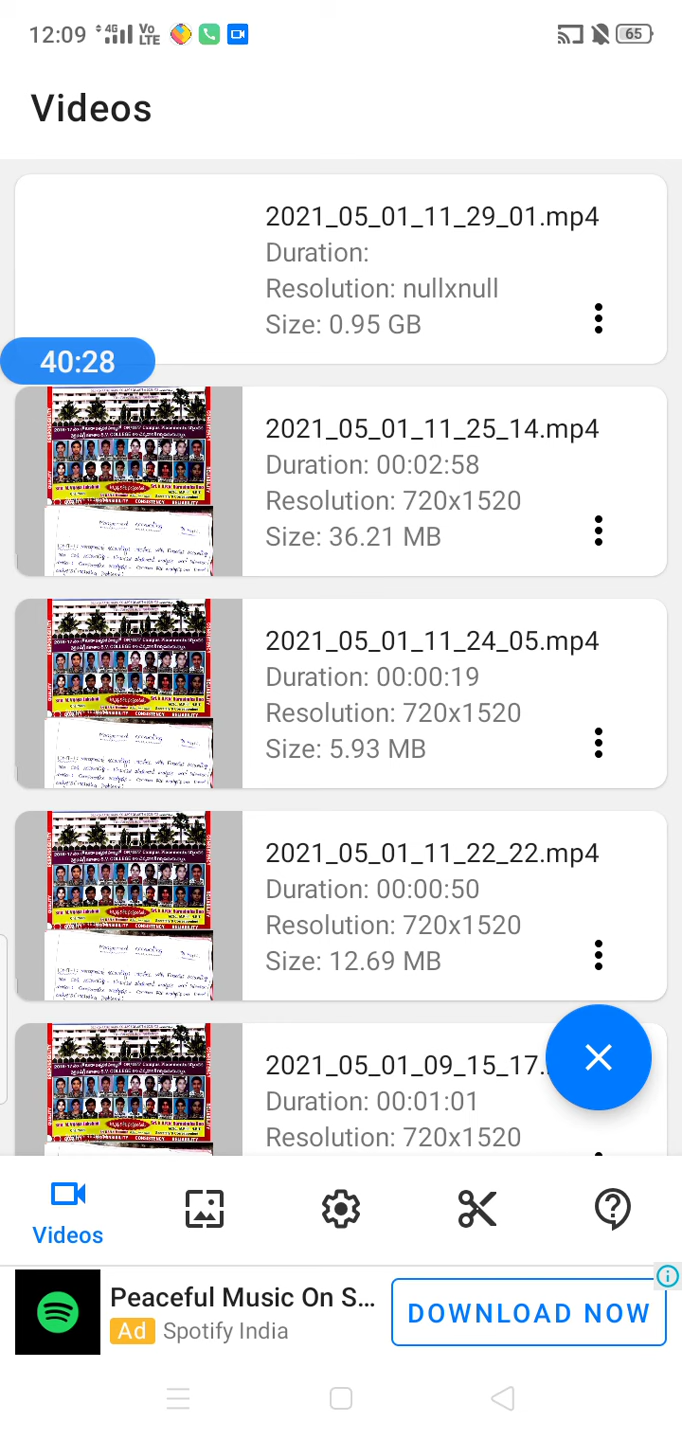 12:09 4G Vo LTE 65
Videos
2021_05_01_11_29_01.mp4
Duration:
Resolution: nullxnull
Size: 0.95 GB
40:28
2021_05_01_11_25_14.mp4
Duration: 00:02:58
Resolution: 720x1520
Size: 36.21 MB
2021_05_01_11_24_05.mp4
Duration: 00:00:19
Resolution: 720x1520
Size: 5.93 MB
2021_05_01_11_22_22.mp4
Duration: 00:00:50
Resolution: 720x1520
Size: 12.69 MB
2021_05_01_09_15_17.
Duration: 00:01:01
Resolution: 720x1520
Videos
Peaceful Music On S...
Ad Spotify India
DOWNLOAD NOW